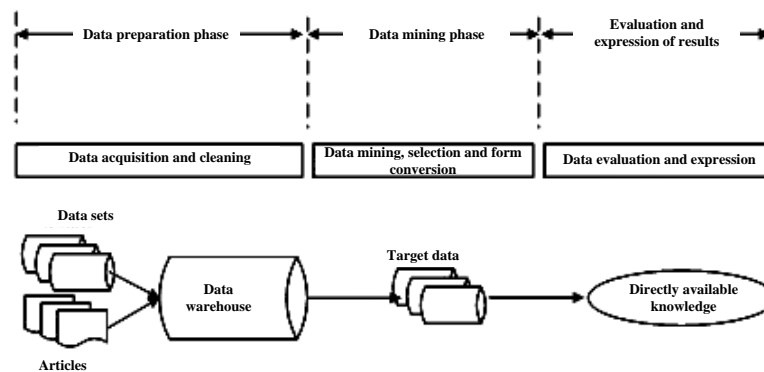 Data preparation phase
Data mining phase
Evaluation and
expression of results
Data acquisition and cleaning
Data mining, selection and form
conversion
Data evaluation and expression
Data sets
Articles
Data
warehouse
Target data
Directly available
knowledge